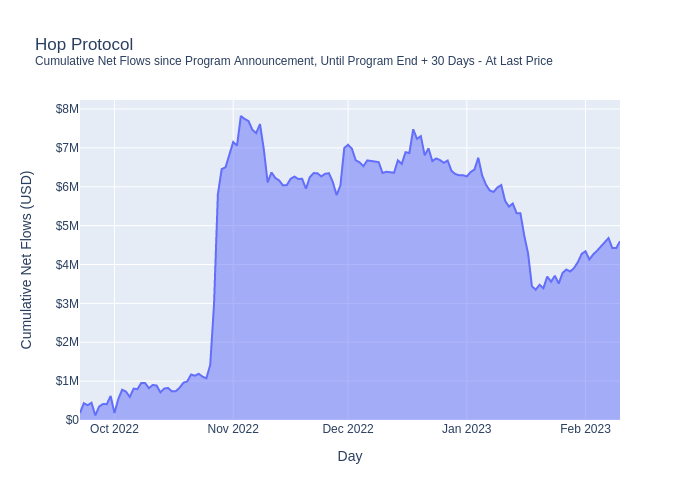 Hop Protocol
Cumulative Net Flows since Program Announcement, Until Program End + 30 Days - At Last Price
$8M
$7M
$6M
$5M
$4M
$3M
$2M
$1M
$0
Cumulative Net Flows (USD)
Oct 2022 Nov 2022 Dec 2022 Jan 2023 Feb 2023
Day